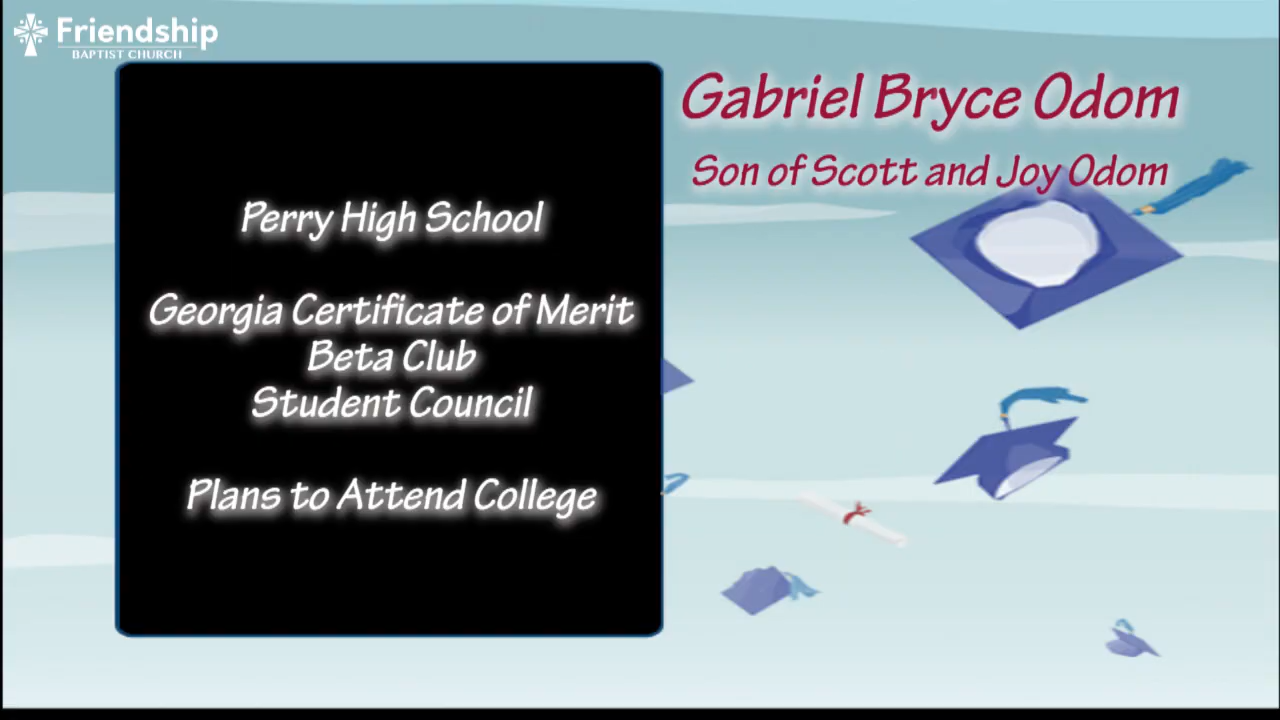 Friendship
BAPTIST CHURCH
Gabriel Bryce Odom
Son of Scott and Joy Odom
Perry High School
Georgia Certificate of Merit
Beta Club
Student Council
Plans to Attend College